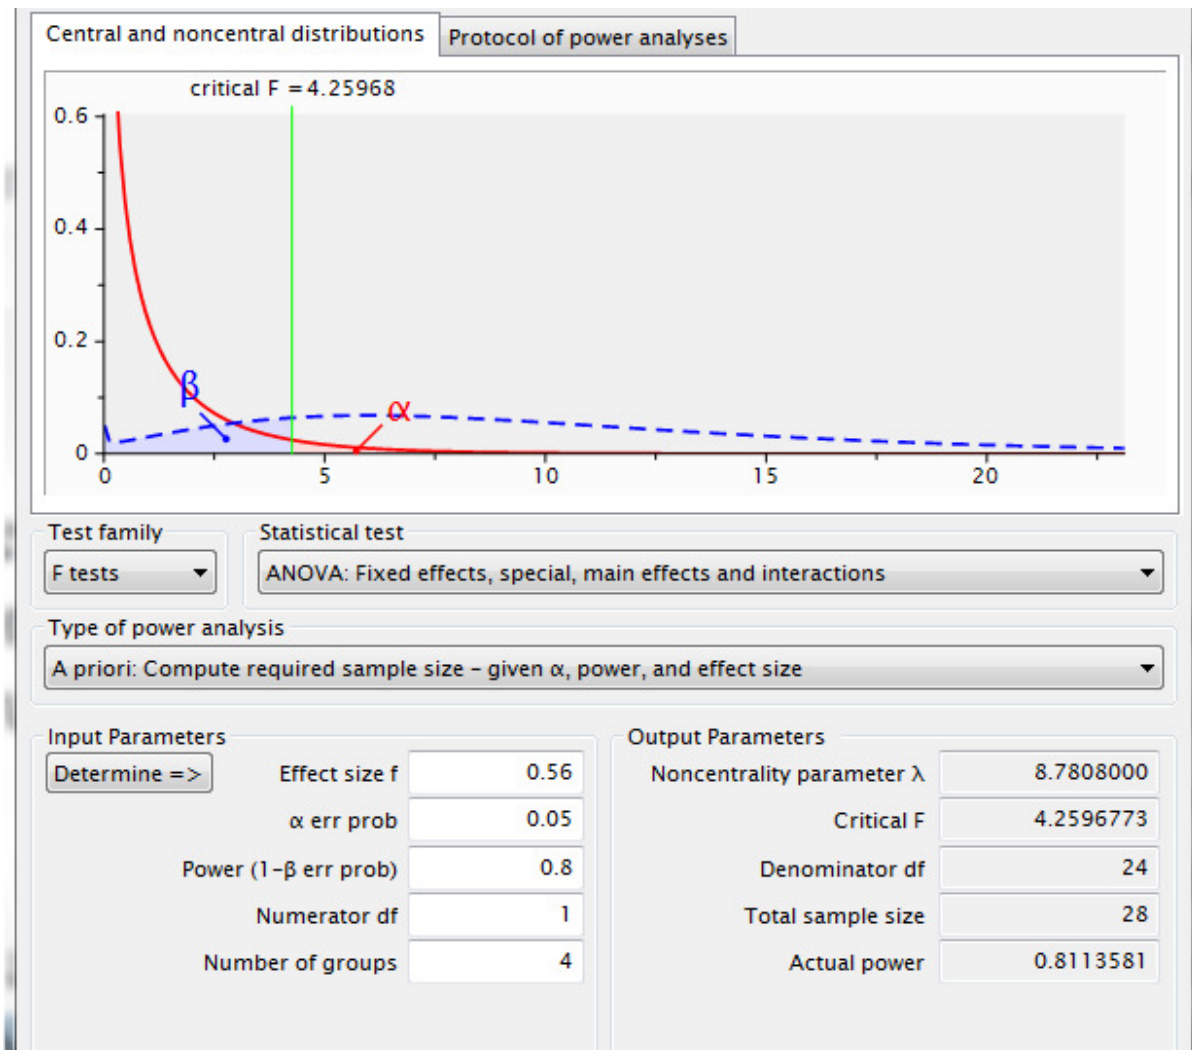 Central and noncentral distributions Protocol of power analyses
critical F = 4.25968
0.6
0.4
0.2
0
β
α
0 5 10 15 20
Test family Statistical test
F tests ANOVA: Fixed effects, special, main effects and interactions
Type of power analysis
A priori: Compute required sample size – given α, power, and effect size
Input Parameters Output Parameters
Determine => Effect size f 0.56 Noncentrality parameter λ 8.7808000
α err prob 0.05 Critical F 4.2596773
Power (1-β err prob) 0.8 Denominator df 24
Numerator df 1 Total sample size 28
Number of groups 4 Actual power 0.8113581